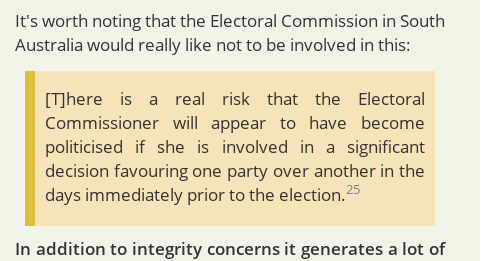 It's worth noting that the Electoral Commission in South
Australia would really like not to be involved in this:
[T]here is a real risk that the Electoral
Commissioner will appear to have become
politicised if she is involved in a significant
decision favouring one party over another in the
days immediately prior to the election.25
In addition to integrity concerns it generates a lot of